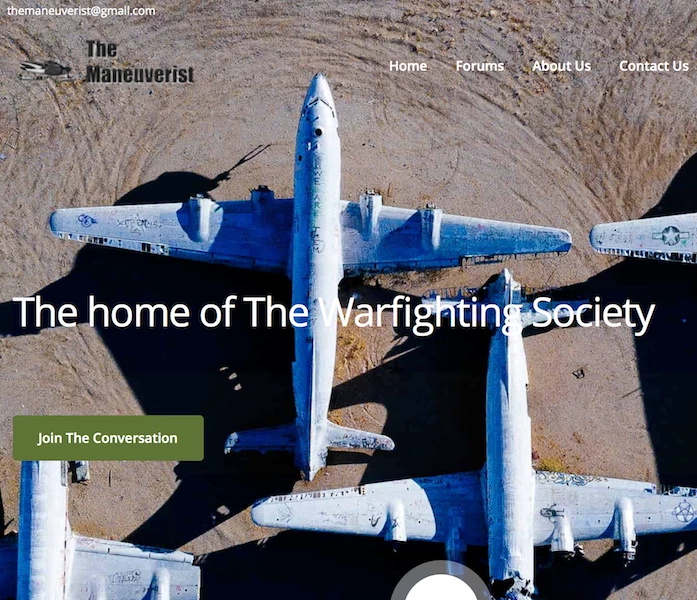 themaneuverist@gmail.com
The
Maneuverist
Home
Forums
About Us
Contact Us
The home of The Warfighting Society
Join The Conversation